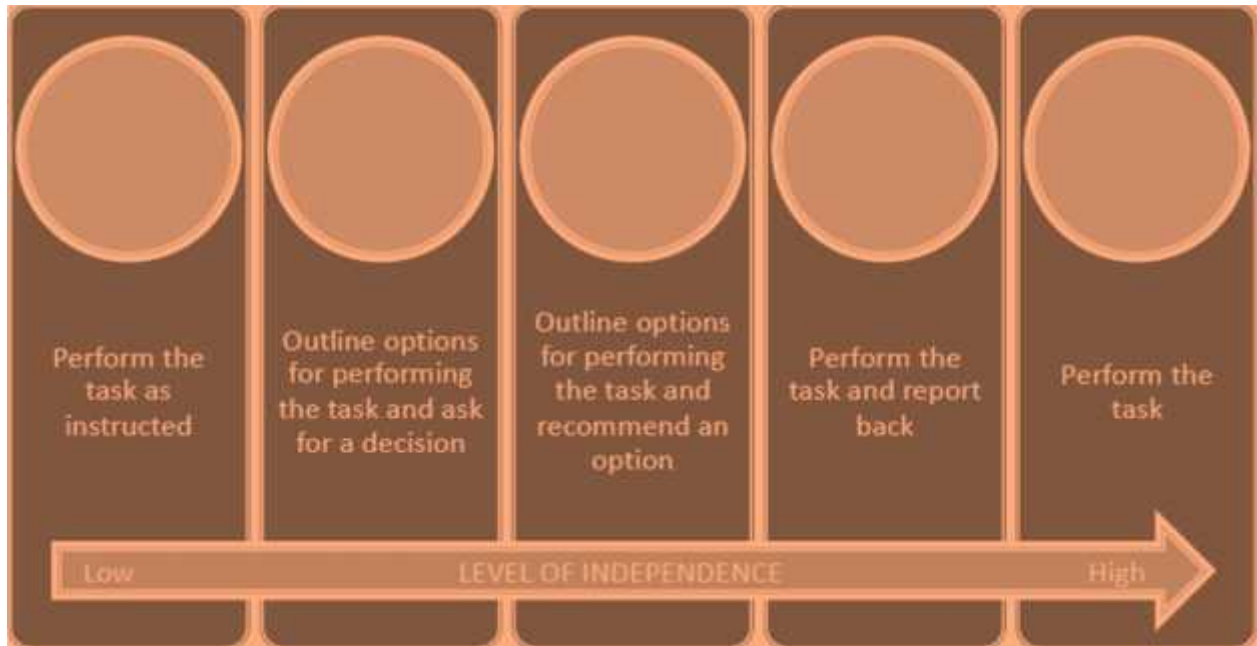 Perform the
task as
instructed
Outline options
for performing
the task and ask
for a decision
Outline options
for performing
the task and
recommend an
option
Perform the
task and report
back
Perform the
task
Low
LEVEL OF INDEPENDENCE
High